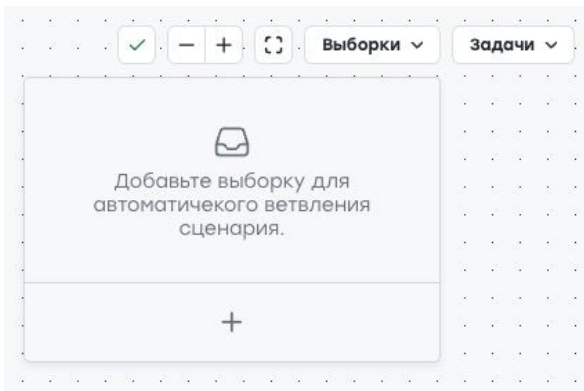 Выборки
Задачи
Добавьте выборку для
автоматичекого ветвления
сценария.